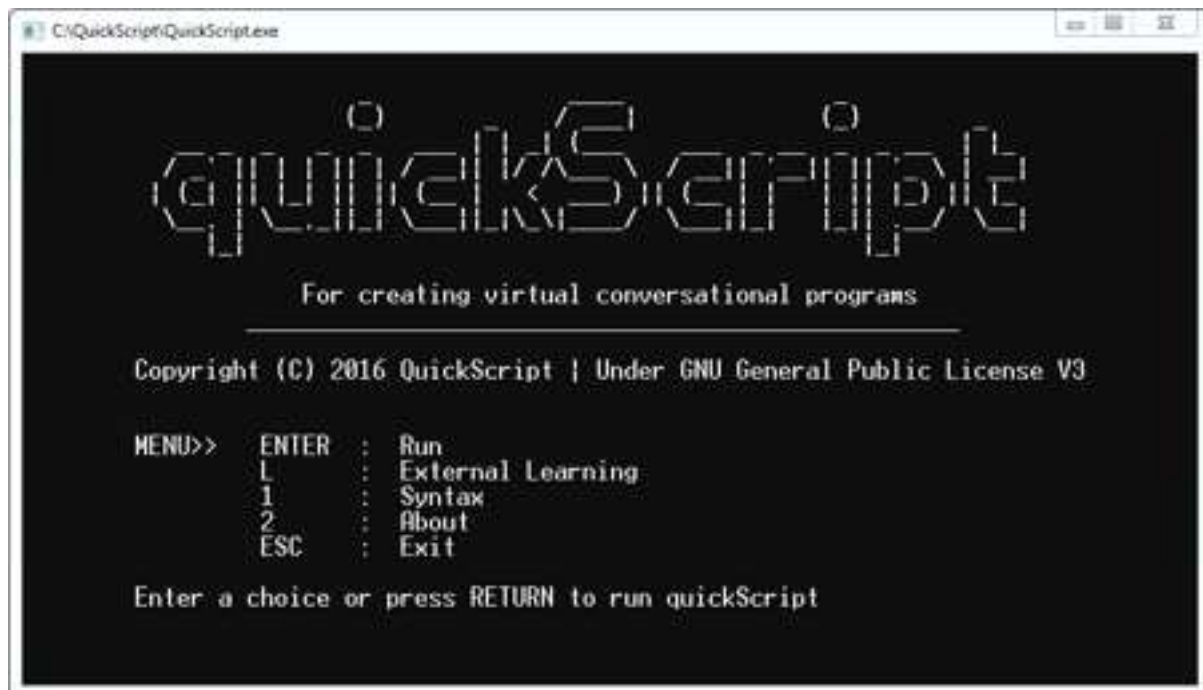 C:\QuickScript\QuickScript.exe
quickScript
For creating virtual conversational programs
Copyright (C) 2016 QuickScript | Under GNU General Public License V3
MENU>> ENTER : Run
L : External Learning
1 : Syntax
2 : About
ESC : Exit
Enter a choice or press RETURN to run quickScript